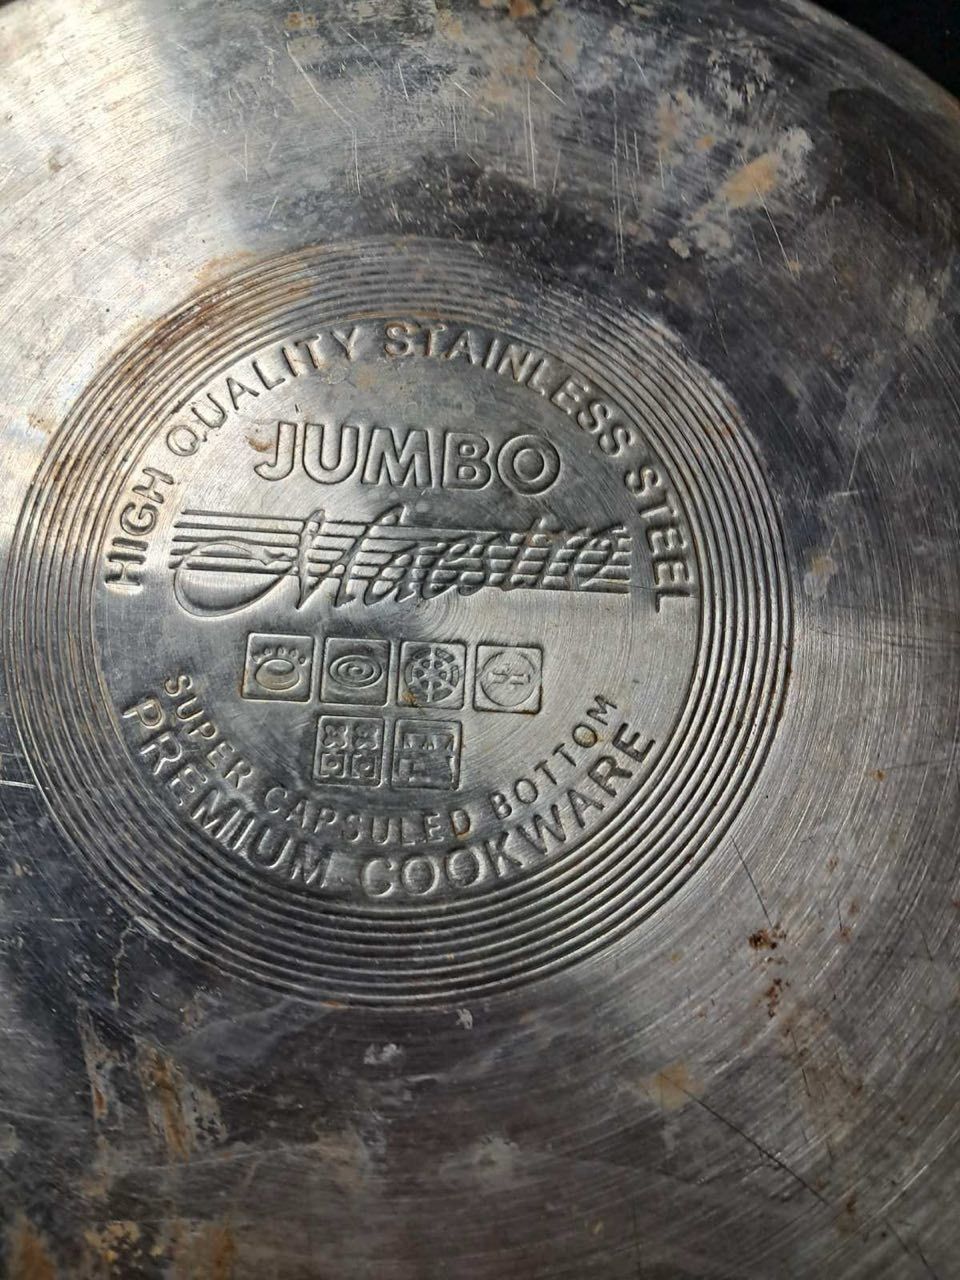 HIGH QUALITY STAINLESS STEEL
JUMBO
Maestro
SUPER CAPSULED BOTTOM
PREMIUM COOKWARE